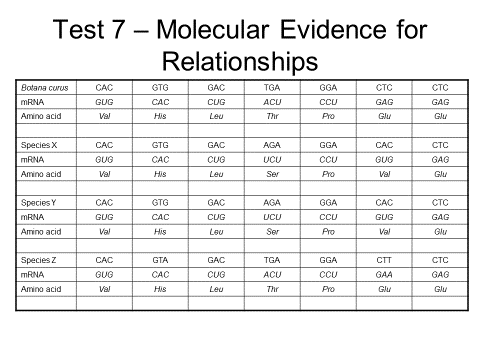 Test 7 – Molecular Evidence for
Relationships
Botana curus CAC GTG GAC TGA GGA CTC CTC
mRNA GUG CAC CUG ACU CCU GAG GAG
Amino acid Val His Leu Thr Pro Glu Glu
Species X CAC GTG GAC AGA GGA CAC CTC
mRNA GUG CAC CUG UCU CCU GUG GAG
Amino acid Val His Leu Ser Pro Val Glu
Species Y CAC GTG GAC AGA GGA CAC CTC
mRNA GUG CAC CUG UCU CCU GUG GAG
Amino acid Val His Leu Ser Pro Val Glu
Species Z CAC GTA GAC TGA GGA CTT CTC
mRNA GUG CAC CUG ACU CCU GAA GAG
Amino acid Val His Leu Thr Pro Glu Glu